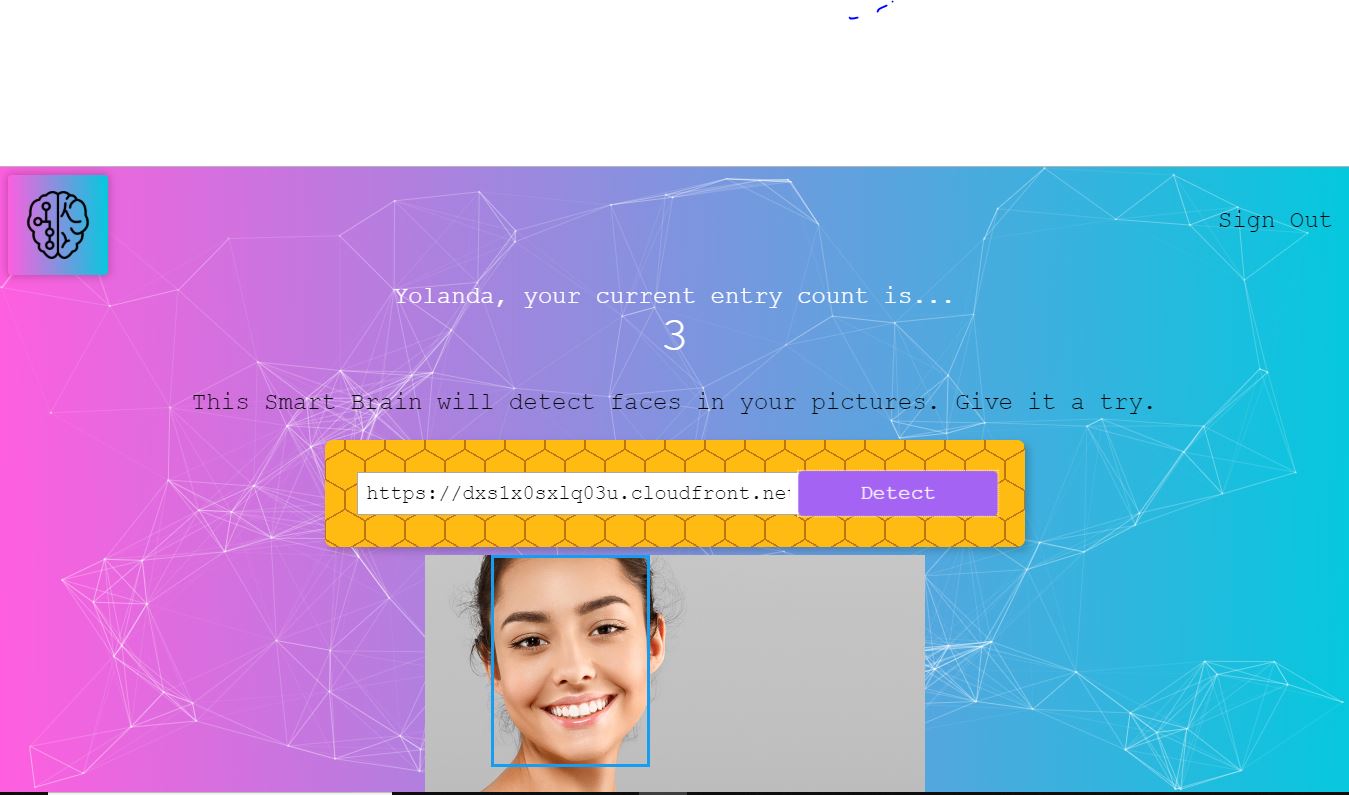 Sign Out
Yolanda, your current entry count is...
3
This Smart Brain will detect faces in your pictures. Give it a try.
https://dxs1x0sxlq03u.cloudfront.ne
Detect